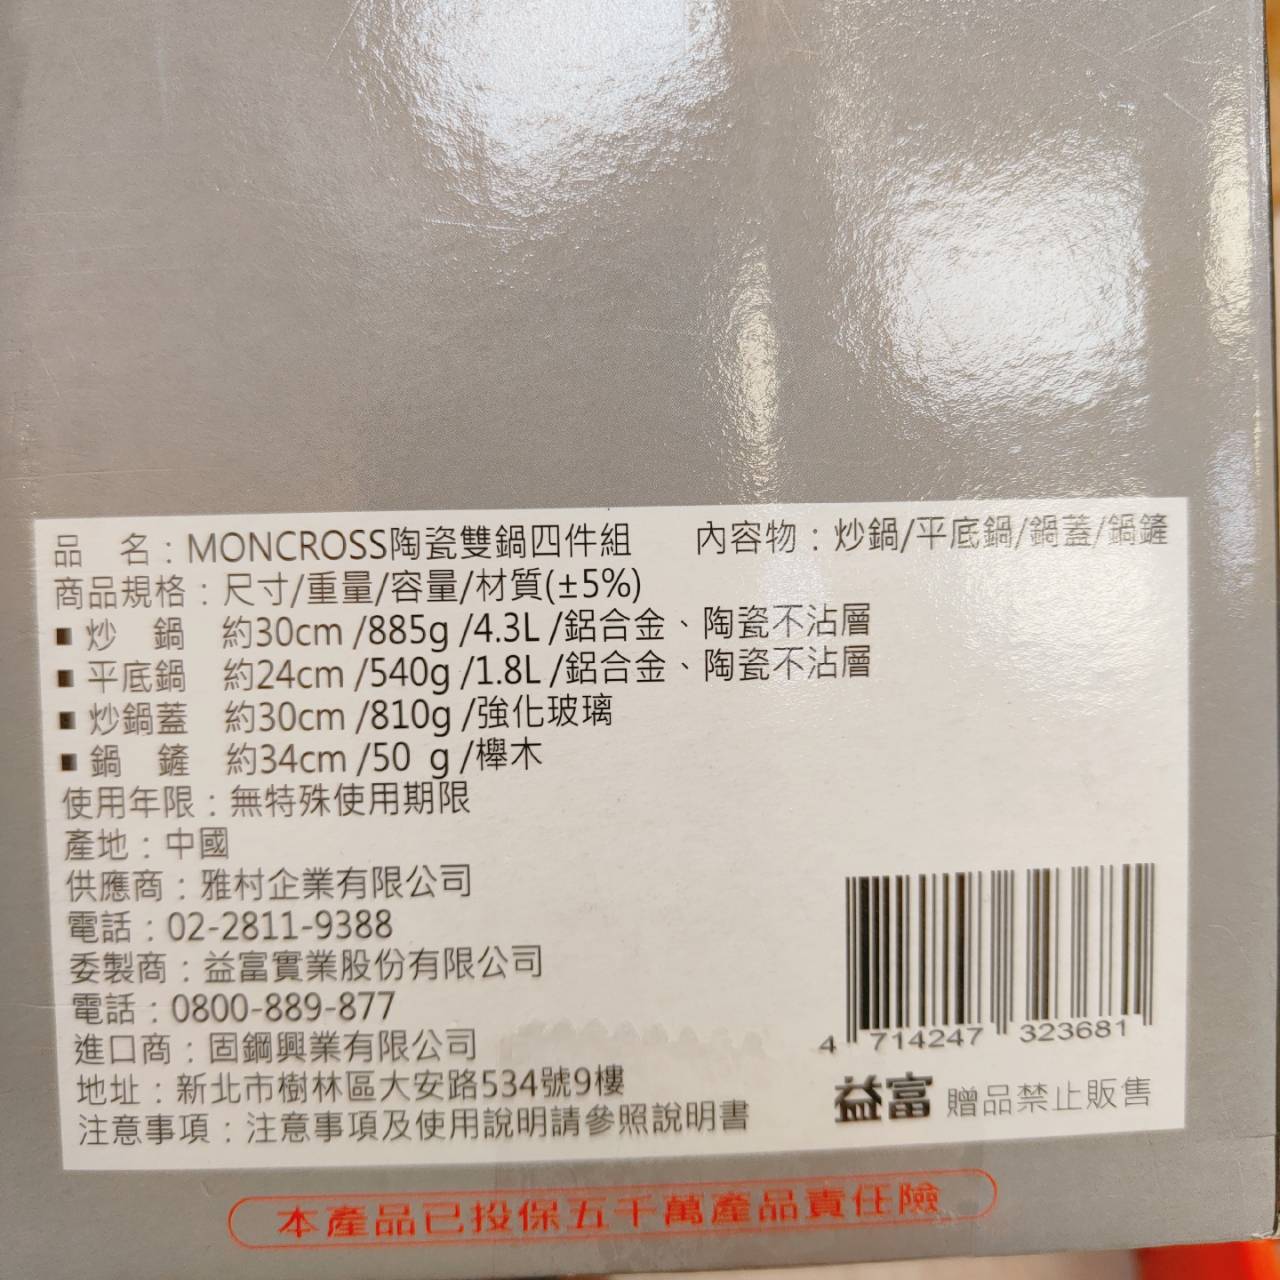 品　名：MONCROSS陶瓷雙鍋四件組　內容物：炒鍋/平底鍋/鍋蓋/鍋鏟
商品規格：尺寸/重量/容量/材質(±5%)
▪炒　鍋　約30cm /885g /4.3L /鋁合金、陶瓷不沾層
▪平底鍋　約24cm /540g /1.8L /鋁合金、陶瓷不沾層
▪炒鍋蓋　約30cm /810g /強化玻璃
▪鍋　鏟　約34cm /50 g /櫸木
使用年限：無特殊使用期限
產地：中國
供應商：雅村企業有限公司
電話：02-2811-9388
委製商：益富實業股份有限公司
電話：0800-889-877
進口商：固鋼興業有限公司
地址：新北市樹林區大安路534號9樓
注意事項：注意事項及使用說明請參照說明書
4 714247 323681
益富 贈品禁止販售
本產品已投保五千萬產品責任險